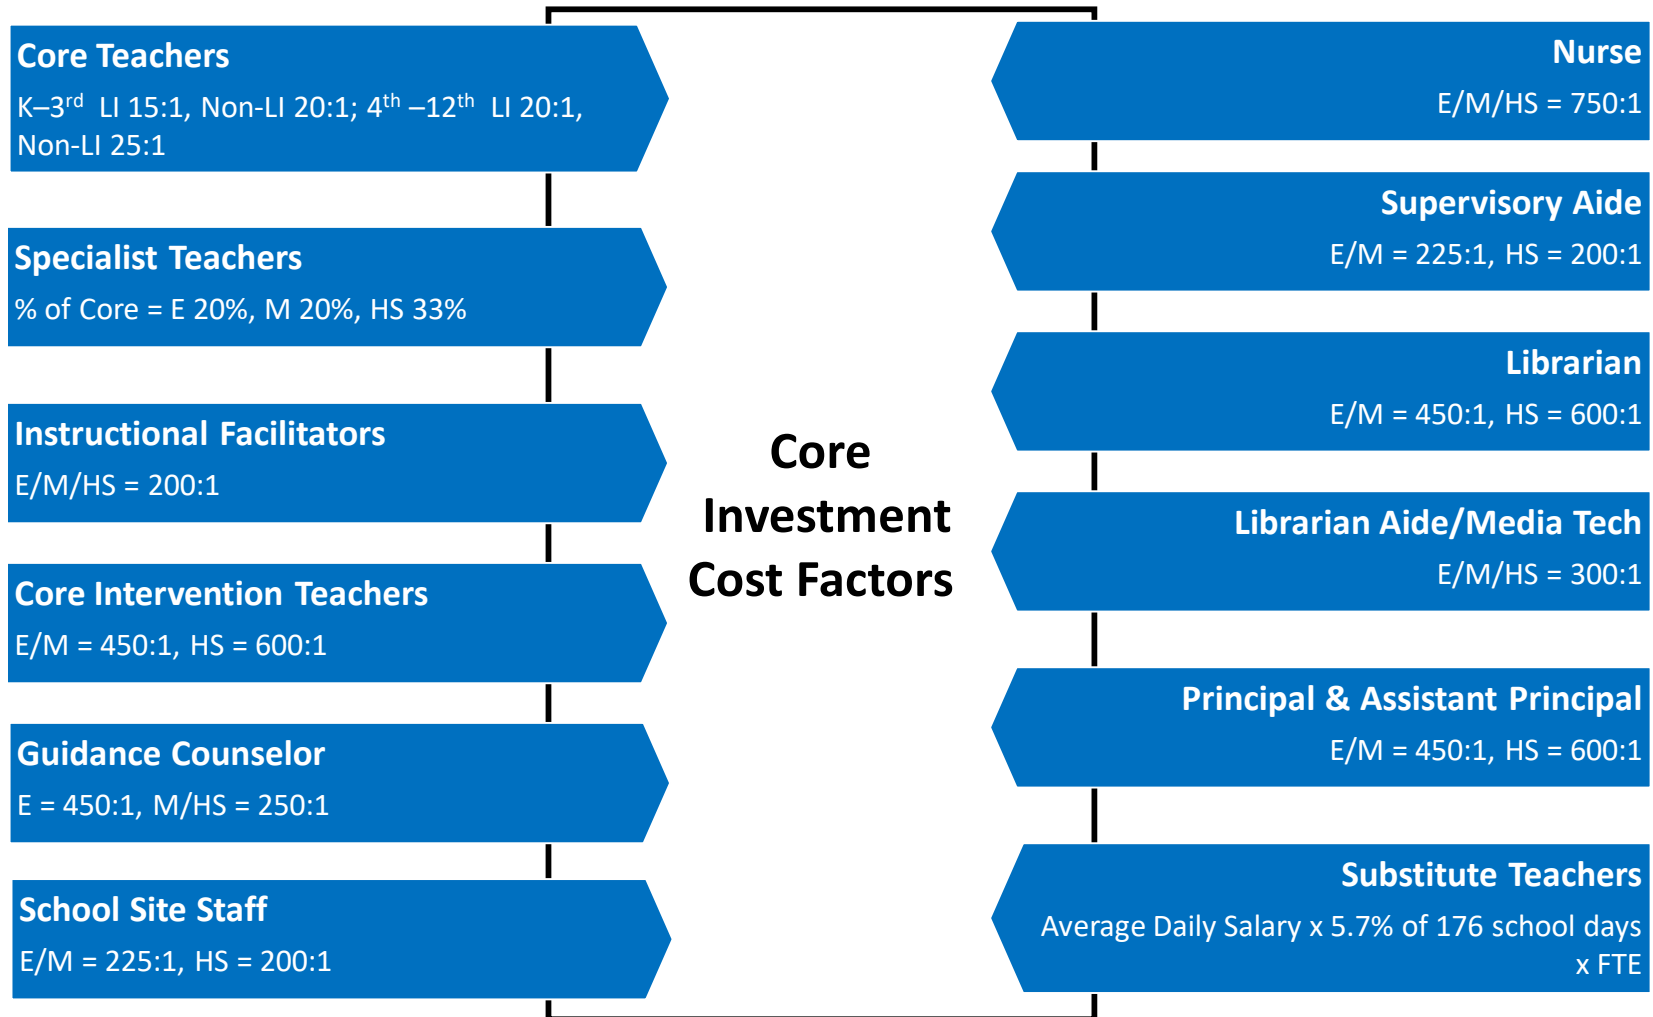 Core Teachers
K–3rd LI 15:1, Non-LI 20:1; 4th –12th LI 20:1,
Non-LI 25:1
Specialist Teachers
% of Core = E 20%, M 20%, HS 33%
Instructional Facilitators
E/M/HS = 200:1
Core Intervention Teachers
E/M = 450:1, HS = 600:1
Guidance Counselor
E = 450:1, M/HS = 250:1
School Site Staff
E/M = 225:1, HS = 200:1
Core
Investment
Cost Factors
Nurse
E/M/HS = 750:1
Supervisory Aide
E/M = 225:1, HS = 200:1
Librarian
E/M = 450:1, HS = 600:1
Librarian Aide/Media Tech
E/M/HS = 300:1
Principal & Assistant Principal
E/M = 450:1, HS = 600:1
Substitute Teachers
Average Daily Salary x 5.7% of 176 school days
x FTE